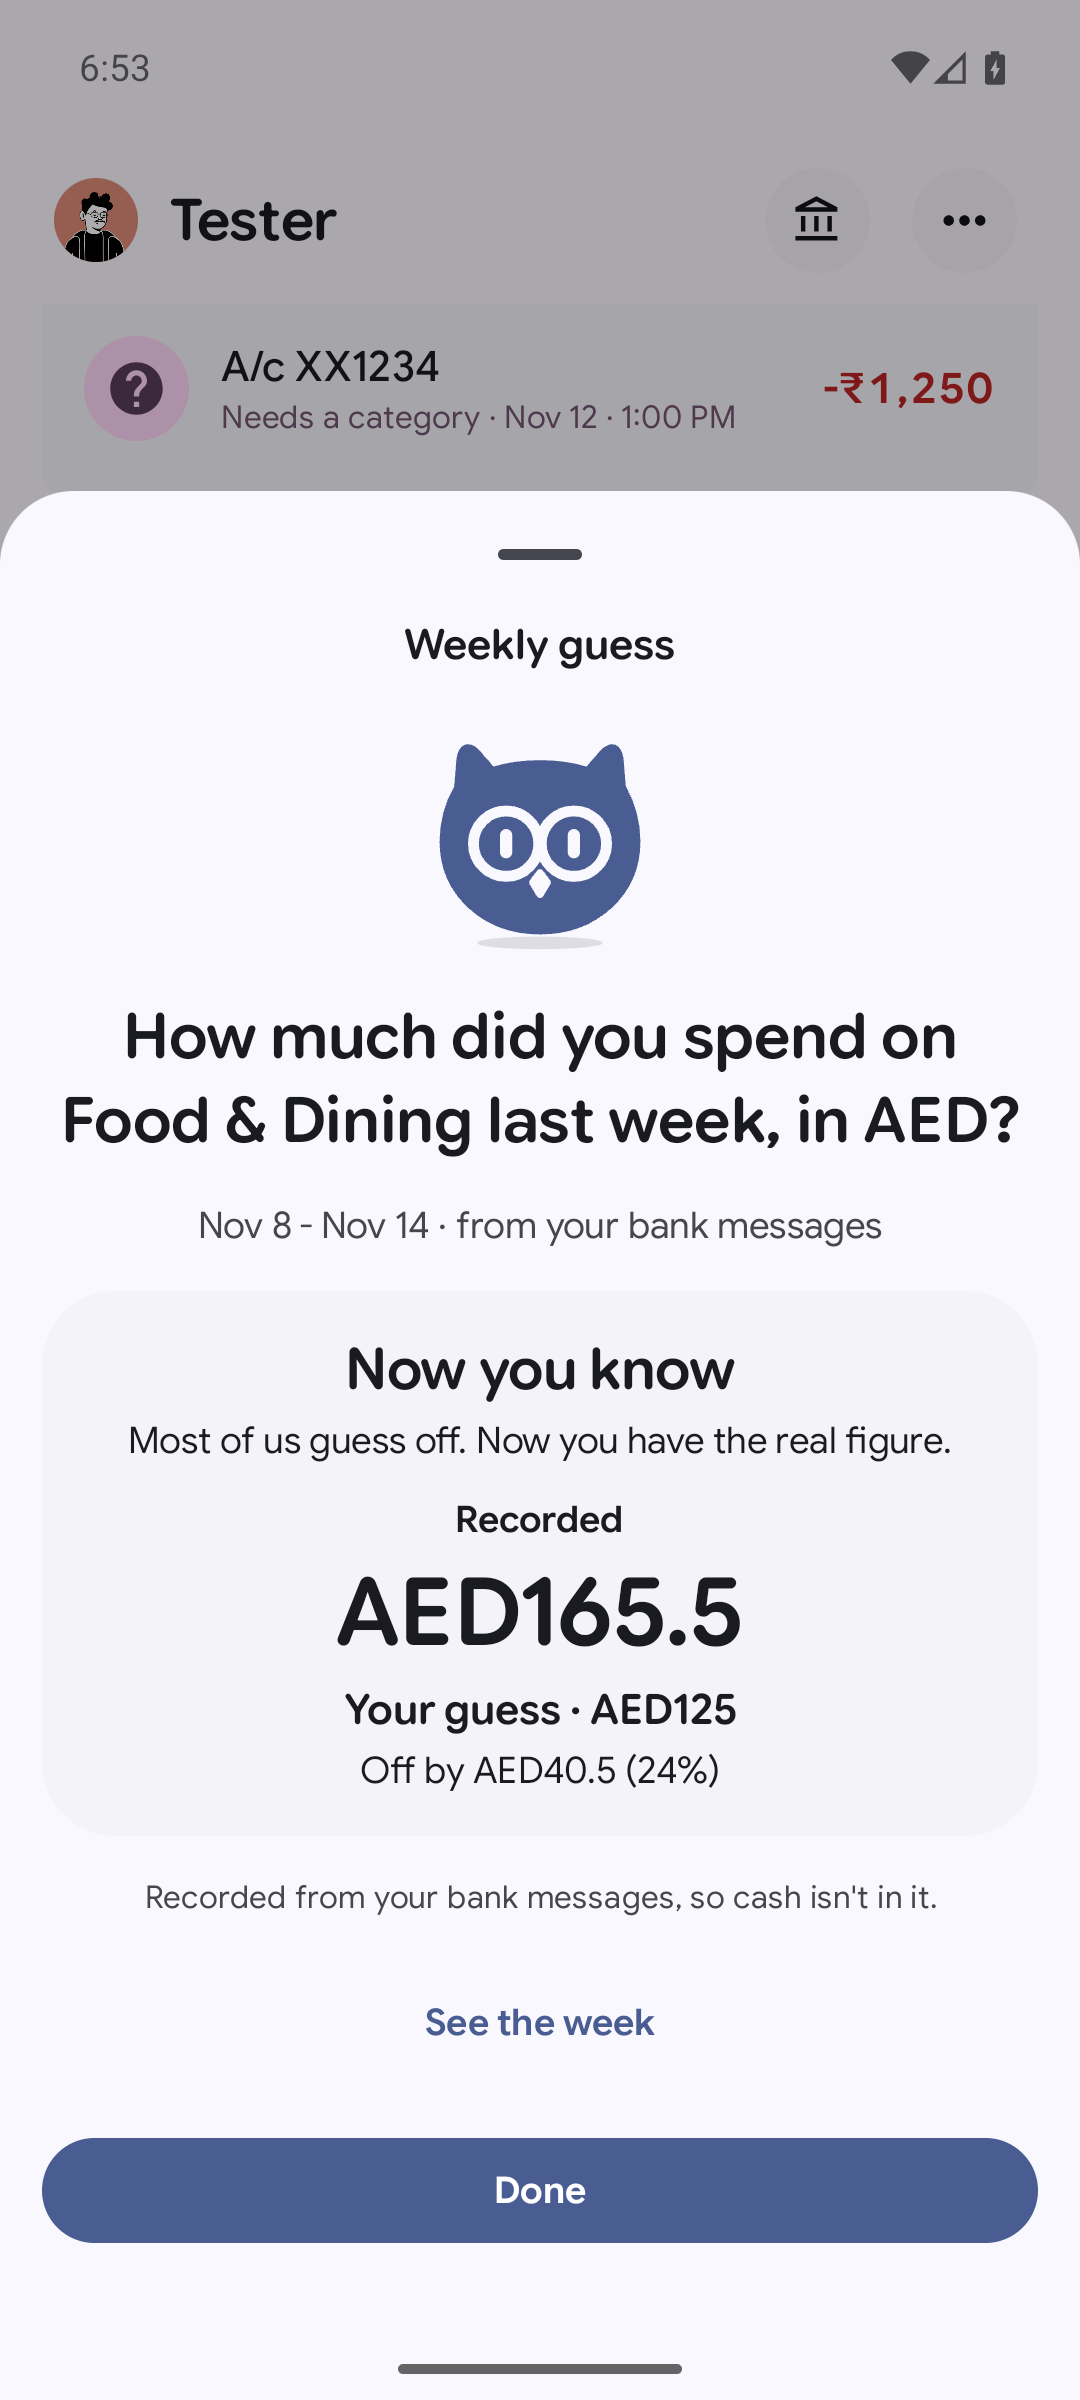 6:53
Tester
A/c XX1234
Needs a category · Nov 12 · 1:00 PM
-₹1,250
Weekly guess
How much did you spend on
Food & Dining last week, in AED?
Nov 8 - Nov 14 · from your bank messages
Now you know
Most of us guess off. Now you have the real figure.
Recorded
AED165.5
Your guess · AED125
Off by AED40.5 (24%)
Recorded from your bank messages, so cash isn't in it.
See the week
Done